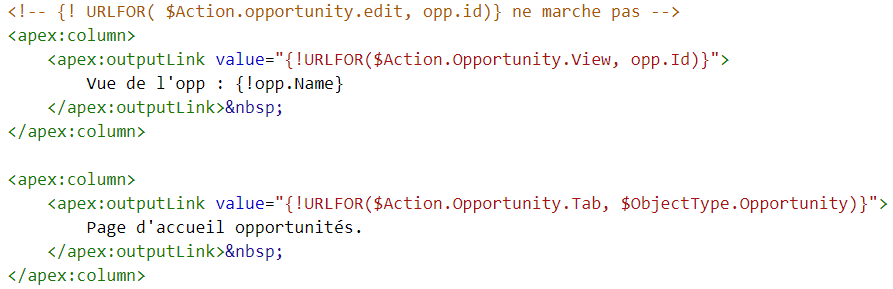 <!-- {! URLFOR( $Action.opportunity.edit, opp.id)} ne marche pas -->
<apex:column>
    <apex:outputLink value="{!URLFOR($Action.Opportunity.View, opp.Id)}">
        Vue de l'opp : {!opp.Name}
    </apex:outputLink>&nbsp;
</apex:column>

<apex:column>
    <apex:outputLink value="{!URLFOR($Action.Opportunity.Tab, $ObjectType.Opportunity)}">
        Page d'accueil opportunités.
    </apex:outputLink>&nbsp;
</apex:column>